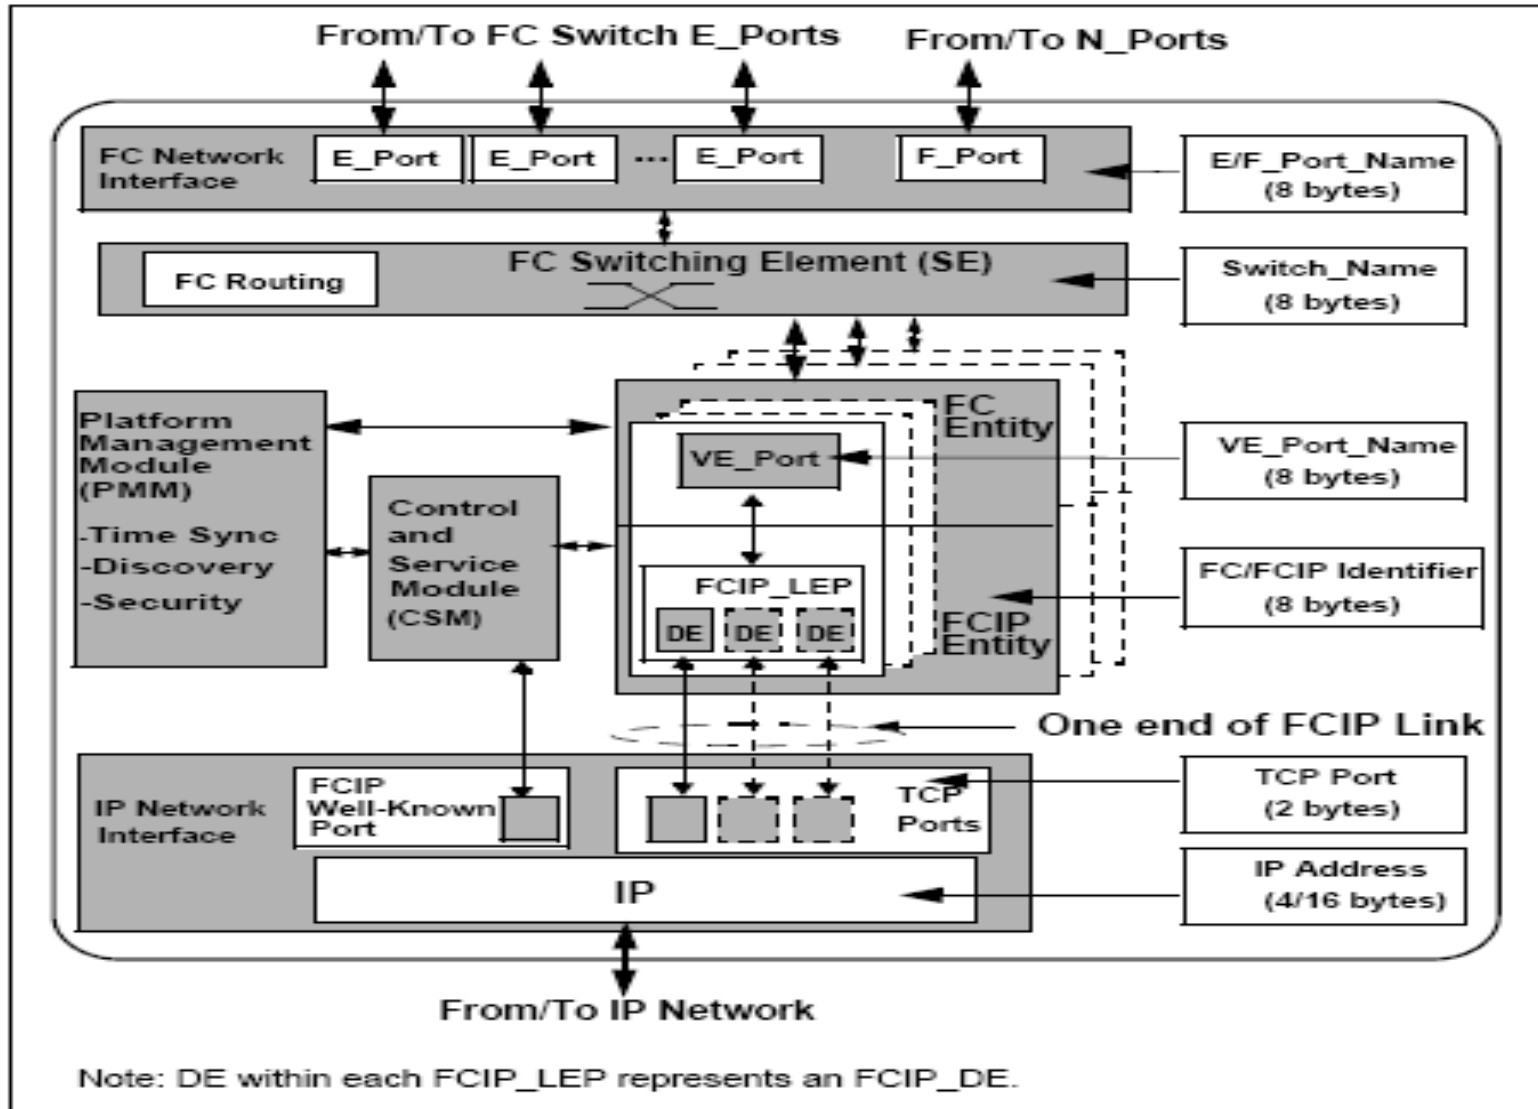 From/To FC Switch E_Ports
From/To N_Ports
FC Network
Interface
E_Port
E_Port
...
E_Port
F_Port
E/F_Port_Name
(8 bytes)
FC Routing
FC Switching Element (SE)
Switch_Name
(8 bytes)
Platform
Management
Module
(PMM)
-Time Sync
-Discovery
-Security
Control
and
Service
Module
(CSM)
FC
Entity
VE_Port
VE_Port_Name
(8 bytes)
FCIP_LEP
DE
DE
DE
FCIP
Entity
FC/FCIP Identifier
(8 bytes)
One end of FCIP Link
IP Network
Interface
FCIP
Well-Known
Port
TCP
Ports
TCP Port
(2 bytes)
IP
IP Address
(4/16 bytes)
From/To IP Network
Note: DE within each FCIP_LEP represents an FCIP_DE.